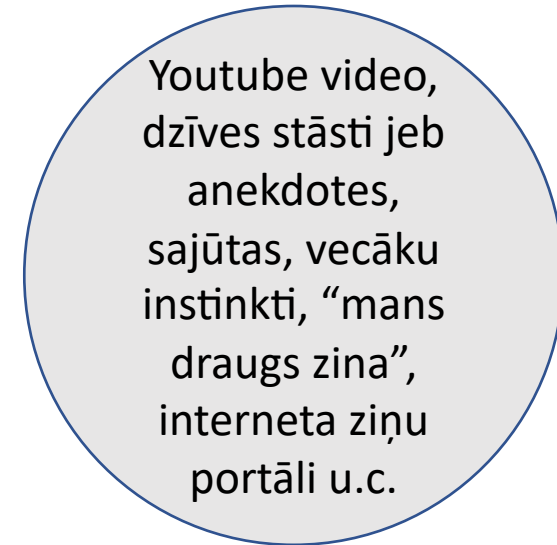 Youtube video,
dzīves stāsti jeb
anekdotes,
sajūtas, vecāku
instinkti, “mans
draugs zina”,
interneta ziņu
portāli u.c.